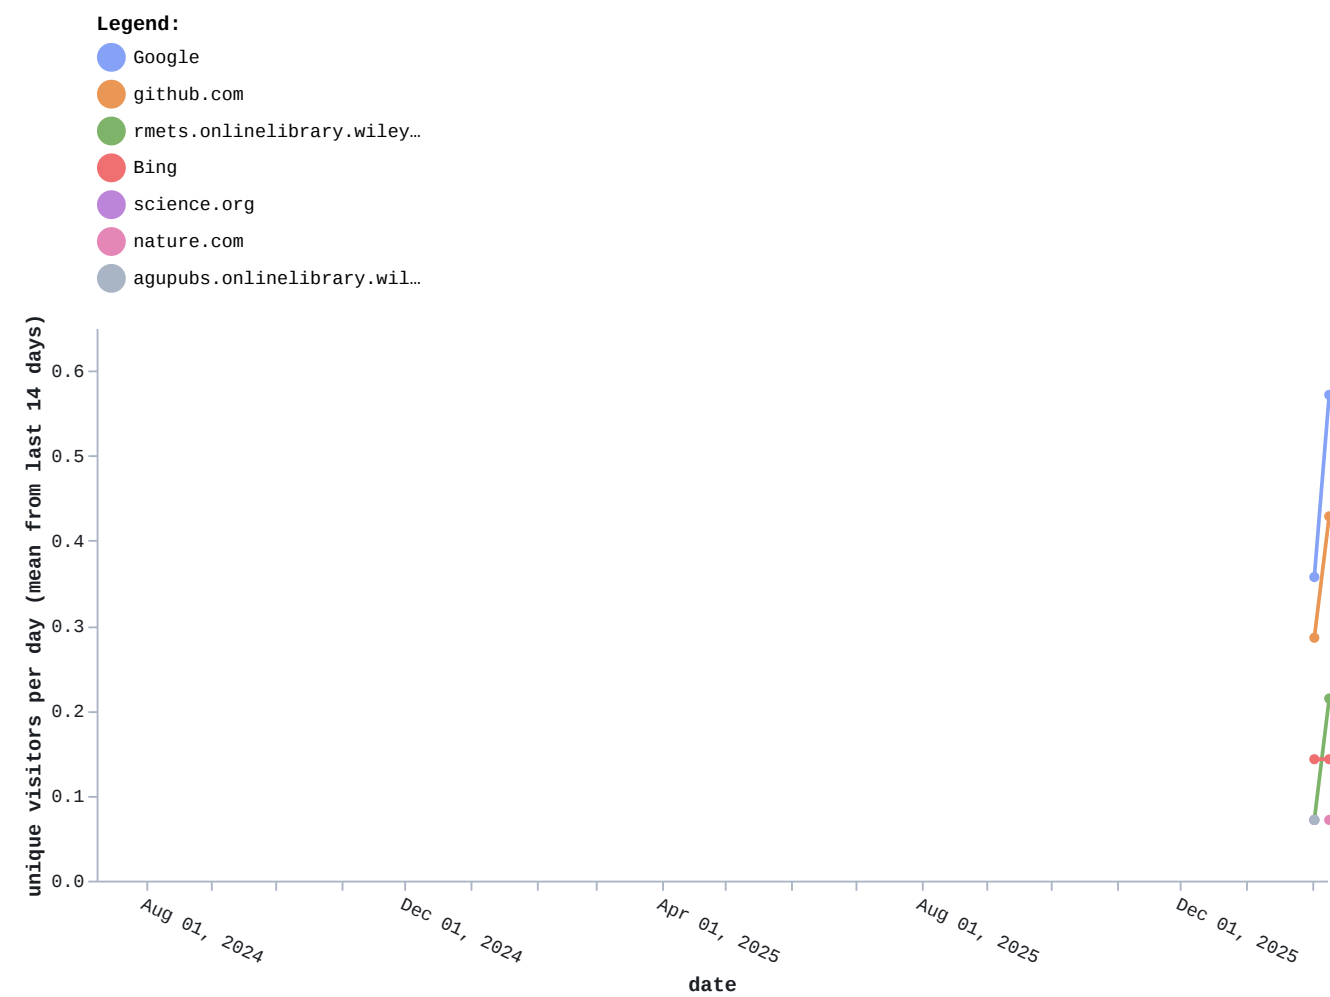 Legend:
Google
github.com
rmets.onlinelibrary.wiley…
Bing
science.org
nature.com
agupubs.onlinelibrary.wil…
unique visitors per day (mean from last 14 days)
0.6
0.5
0.4
0.3
0.2
0.1
0.0
Aug 01, 2024
Dec 01, 2024
Apr 01, 2025
Aug 01, 2025
Dec 01, 2025
date